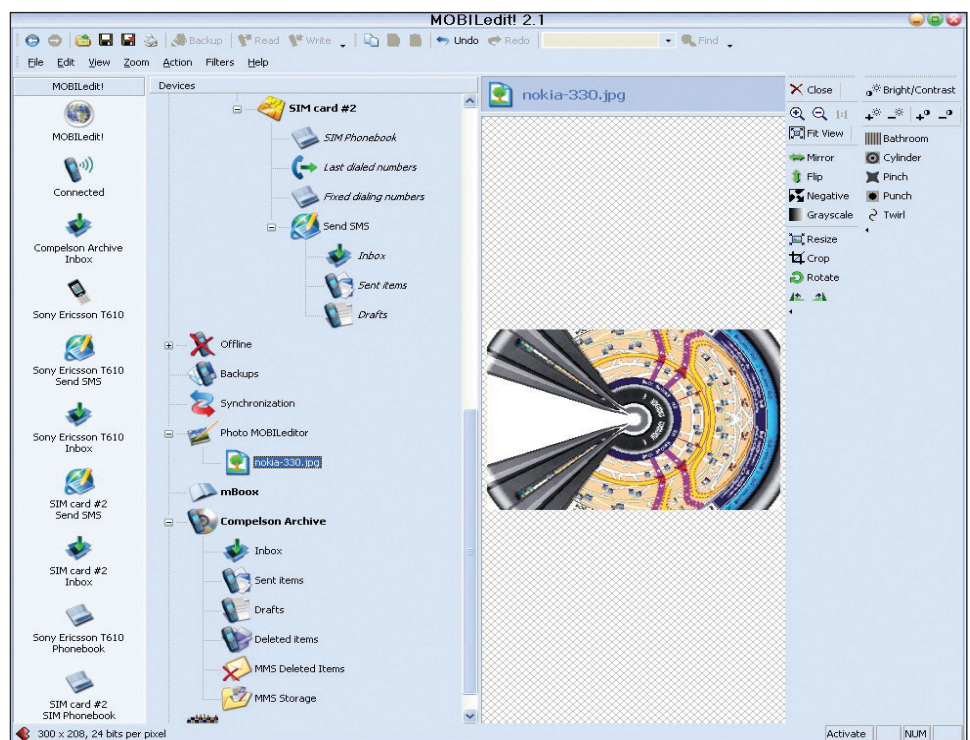 MOBILedit! 2.1
Backup Read Write Undo Redo Find
File Edit View Zoom Action Filters Help
MOBILedit!
MOBILedit!
Connected
Compelson Archive
Inbox
Sony Ericsson T610
Sony Ericsson T610
Send SMS
Sony Ericsson T610
Inbox
SIM card #2
Send SMS
SIM card #2
Inbox
Sony Ericsson T610
Phonebook
SIM card #2
SIM Phonebook
Devices
SIM card #2
SIM Phonebook
Last dialed numbers
Fixed dialing numbers
Send SMS
Inbox
Sent items
Drafts
Offline
Backups
Synchronization
Photo MOBILeditor
nokia-330.jpg
mBoox
Compelson Archive
Inbox
Sent items
Drafts
Deleted items
MMS Deleted Items
MMS Storage
nokia-330.jpg
Close
1:1
Fit View
Mirror
Flip
Negative
Grayscale
Resize
Crop
Rotate
Bright/Contrast
Bathroom
Cylinder
Pinch
Punch
Twirl
300 x 208, 24 bits per pixel
Activate NUM